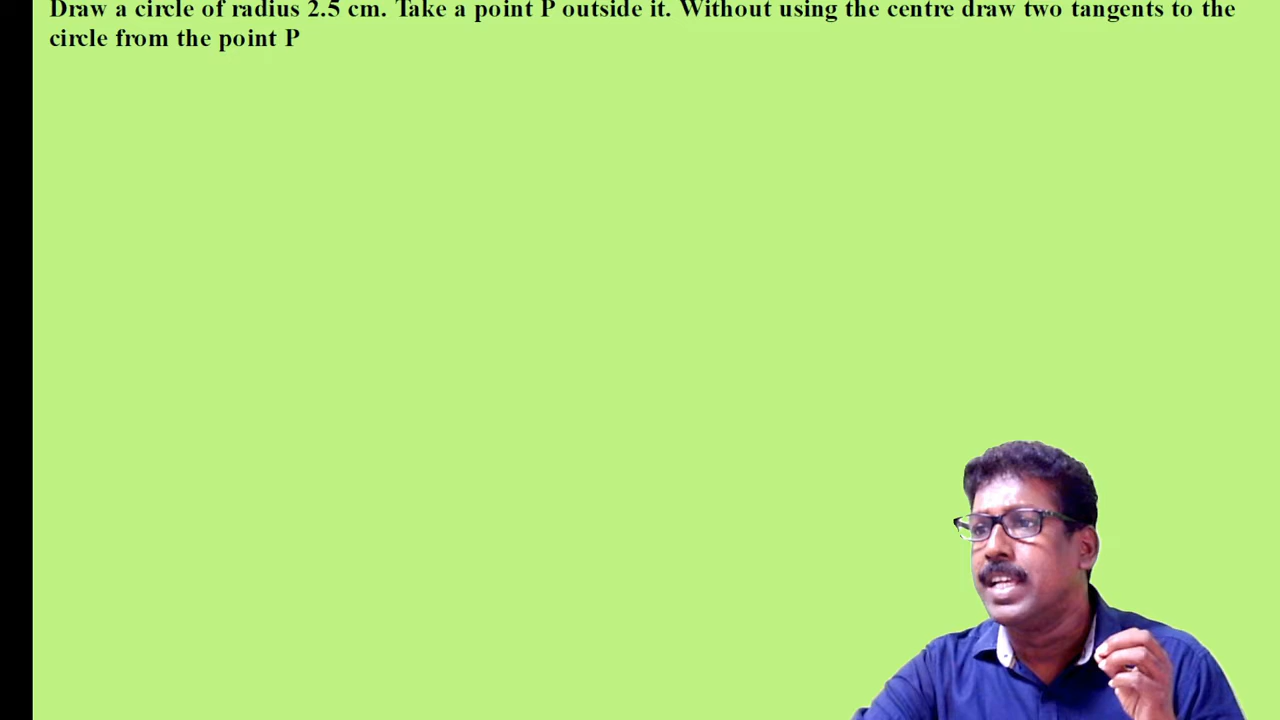 Draw a circle of radius 2.5 cm. Take a point P outside it. Without using the centre draw two tangents to the
circle from the point P